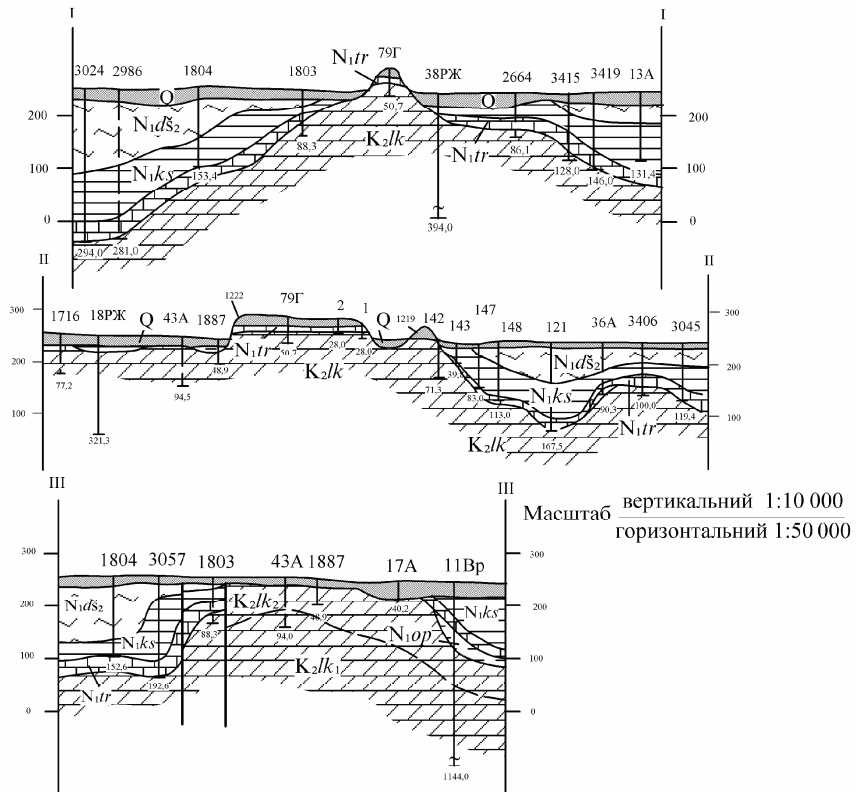 I I
3024 2986 1804 1803 N₁tr 79Г 38РЖ 2664 3415 3419 13А
Q Q
200 N₁dš₂ 50,7 200
K₂lk N₁tr
88,3 86,1
100 N₁ks 153,4 128,0 146,0 131,4 100
0 0
294,0 281,0 394,0
II II
300 1716 18РЖ Q 43А 1887 1222 79Г 2 1 Q 1219 142 143 147 148 121 36А 3406 3045 300
N₁tr 50,7 28,0 28,0 N₁dš₂
200 48,9 K₂lk 39,8 200
77,2 94,5 71,3 83,0 N₁ks 90,3 100,0
100 113,0 N₁tr 119,4 100
321,3 K₂lk 167,5
III III
Масштаб вертикальний 1:10 000
горизонтальний 1:50 000
300 1804 3057 1803 43А 1887 17А 11Вр 300
200 N₁dš₂ K₂lk₂ 48,9 40,2 N₁ks 200
N₁ks 88,3 94,0 N₁op
100 152,6 K₂lk₁ 100
N₁tr 192,6
0 0
1144,0